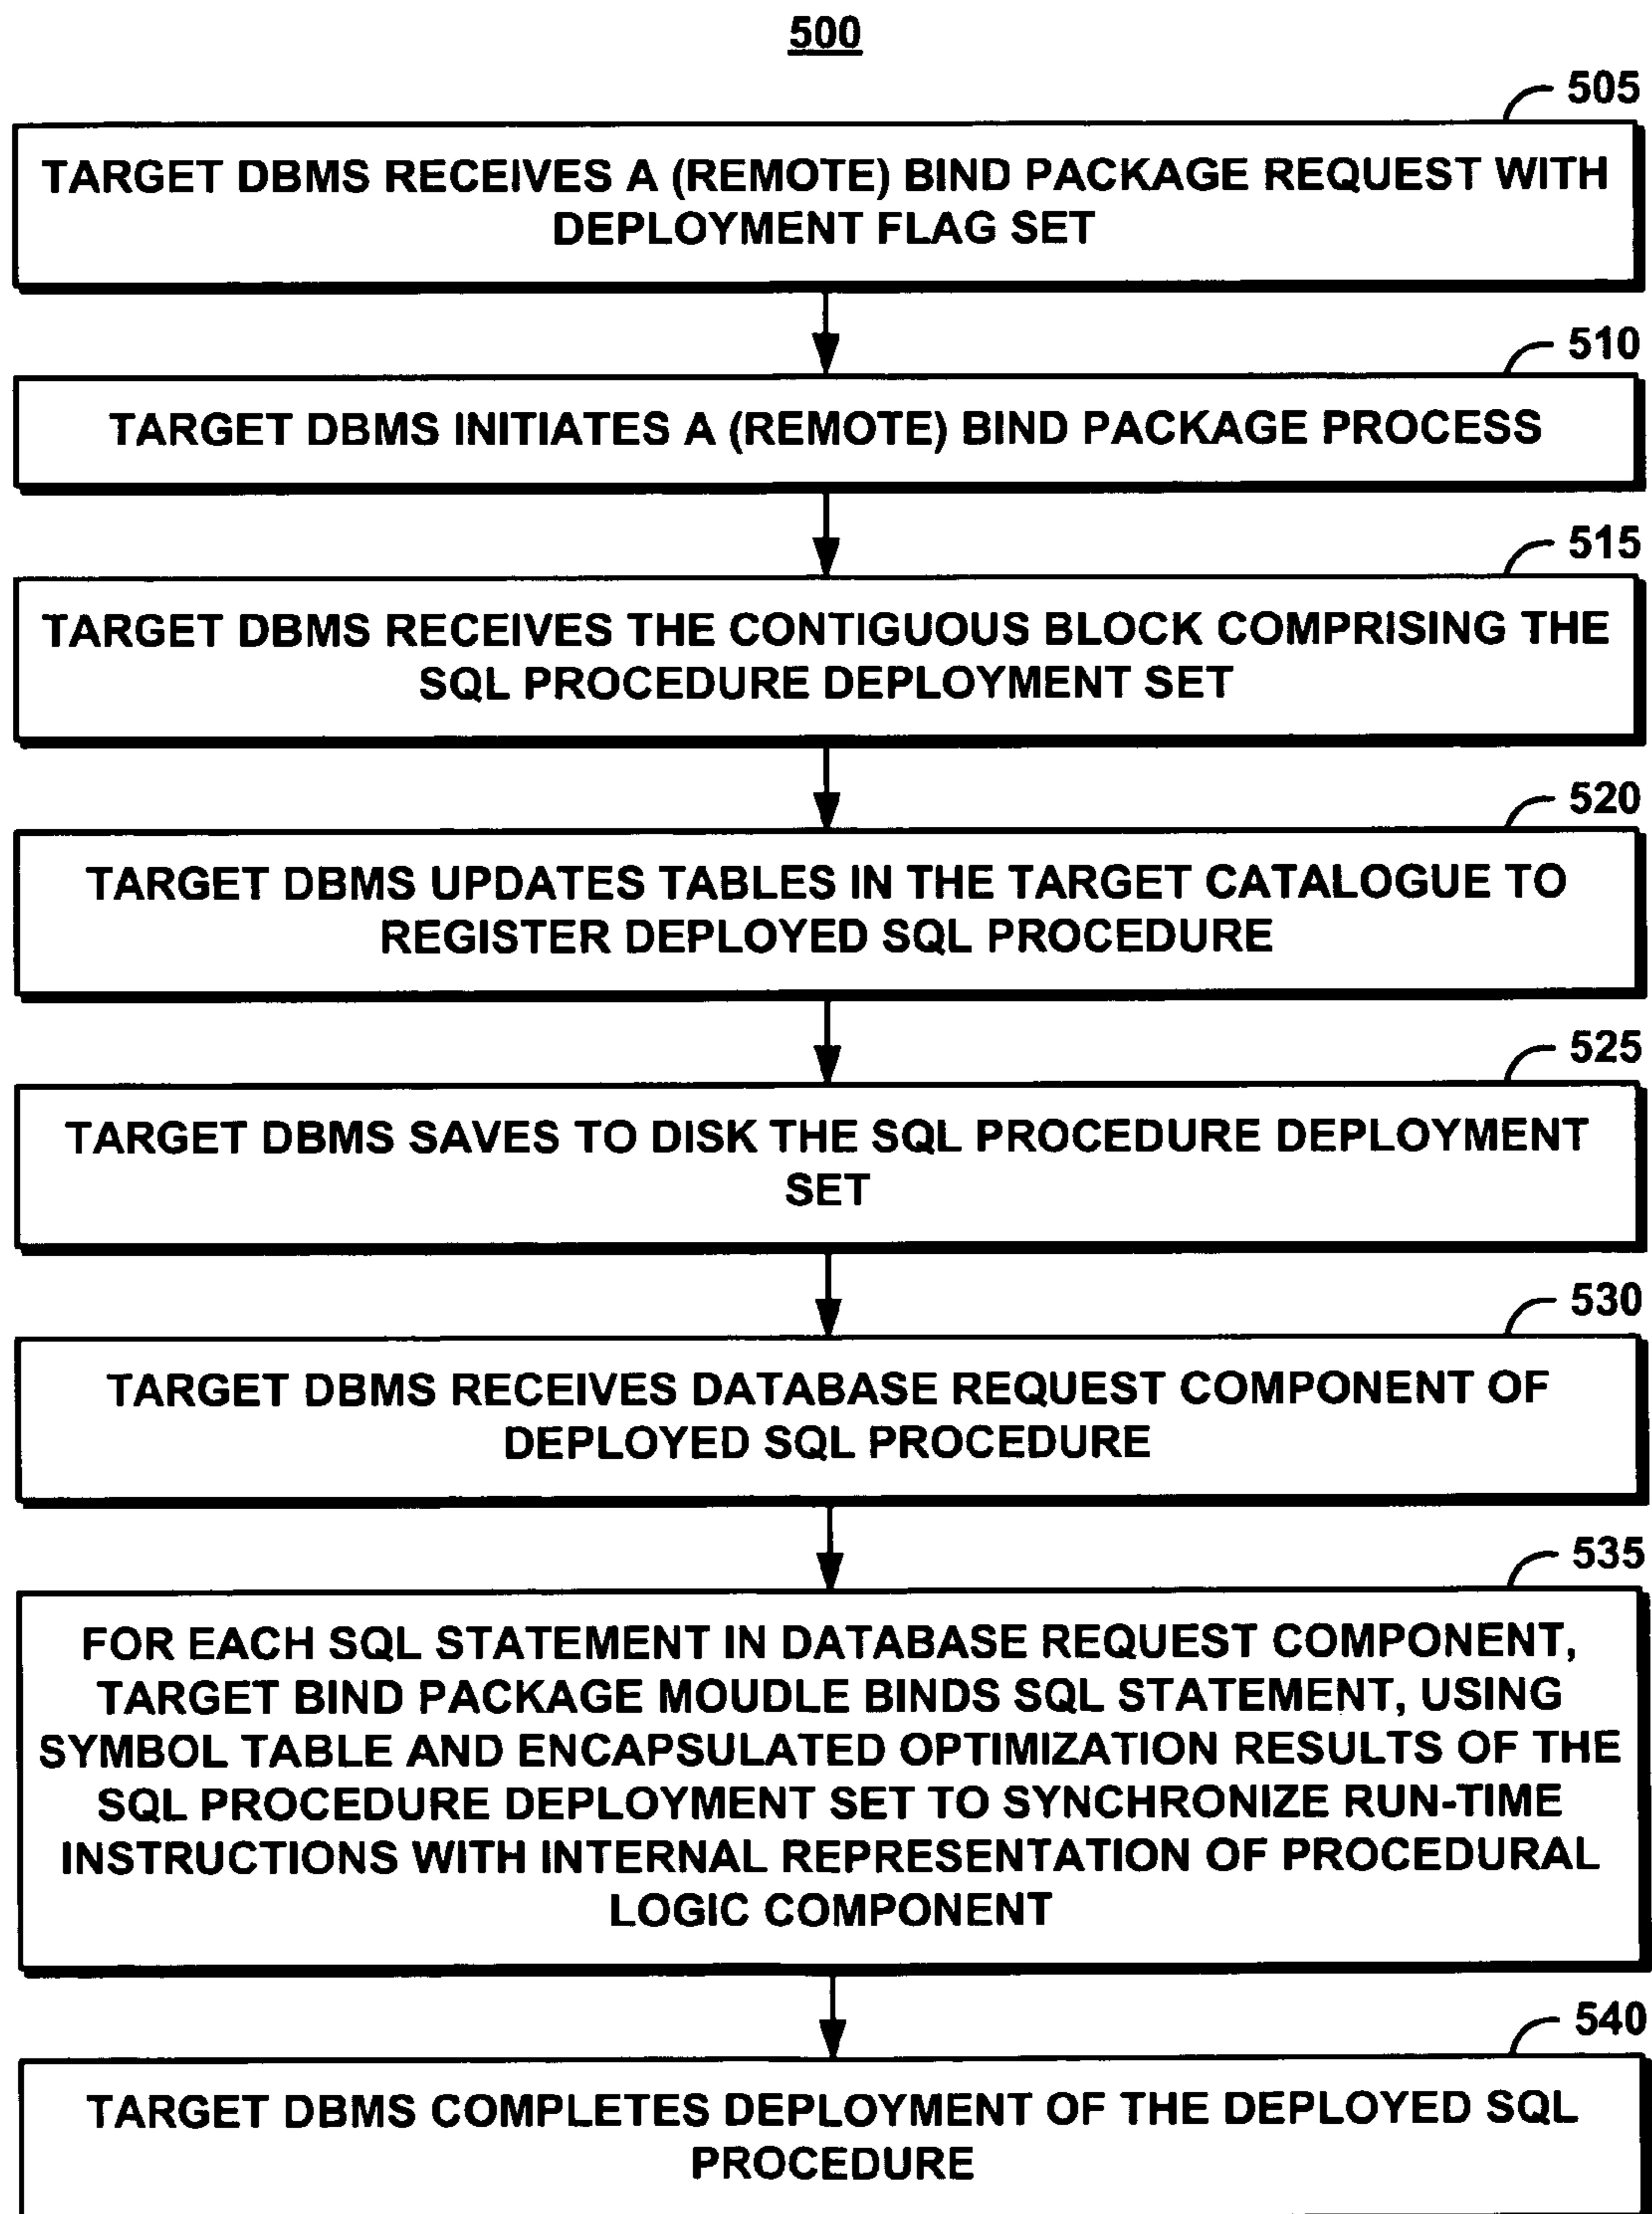 500
505
TARGET DBMS RECEIVES A (REMOTE) BIND PACKAGE REQUEST WITH
DEPLOYMENT FLAG SET
510
TARGET DBMS INITIATES A (REMOTE) BIND PACKAGE PROCESS
515
TARGET DBMS RECEIVES THE CONTIGUOUS BLOCK COMPRISING THE
SQL PROCEDURE DEPLOYMENT SET
520
TARGET DBMS UPDATES TABLES IN THE TARGET CATALOGUE TO
REGISTER DEPLOYED SQL PROCEDURE
525
TARGET DBMS SAVES TO DISK THE SQL PROCEDURE DEPLOYMENT
SET
530
TARGET DBMS RECEIVES DATABASE REQUEST COMPONENT OF
DEPLOYED SQL PROCEDURE
535
FOR EACH SQL STATEMENT IN DATABASE REQUEST COMPONENT,
TARGET BIND PACKAGE MOUDLE BINDS SQL STATEMENT, USING
SYMBOL TABLE AND ENCAPSULATED OPTIMIZATION RESULTS OF THE
SQL PROCEDURE DEPLOYMENT SET TO SYNCHRONIZE RUN-TIME
INSTRUCTIONS WITH INTERNAL REPRESENTATION OF PROCEDURAL
LOGIC COMPONENT
540
TARGET DBMS COMPLETES DEPLOYMENT OF THE DEPLOYED SQL
PROCEDURE